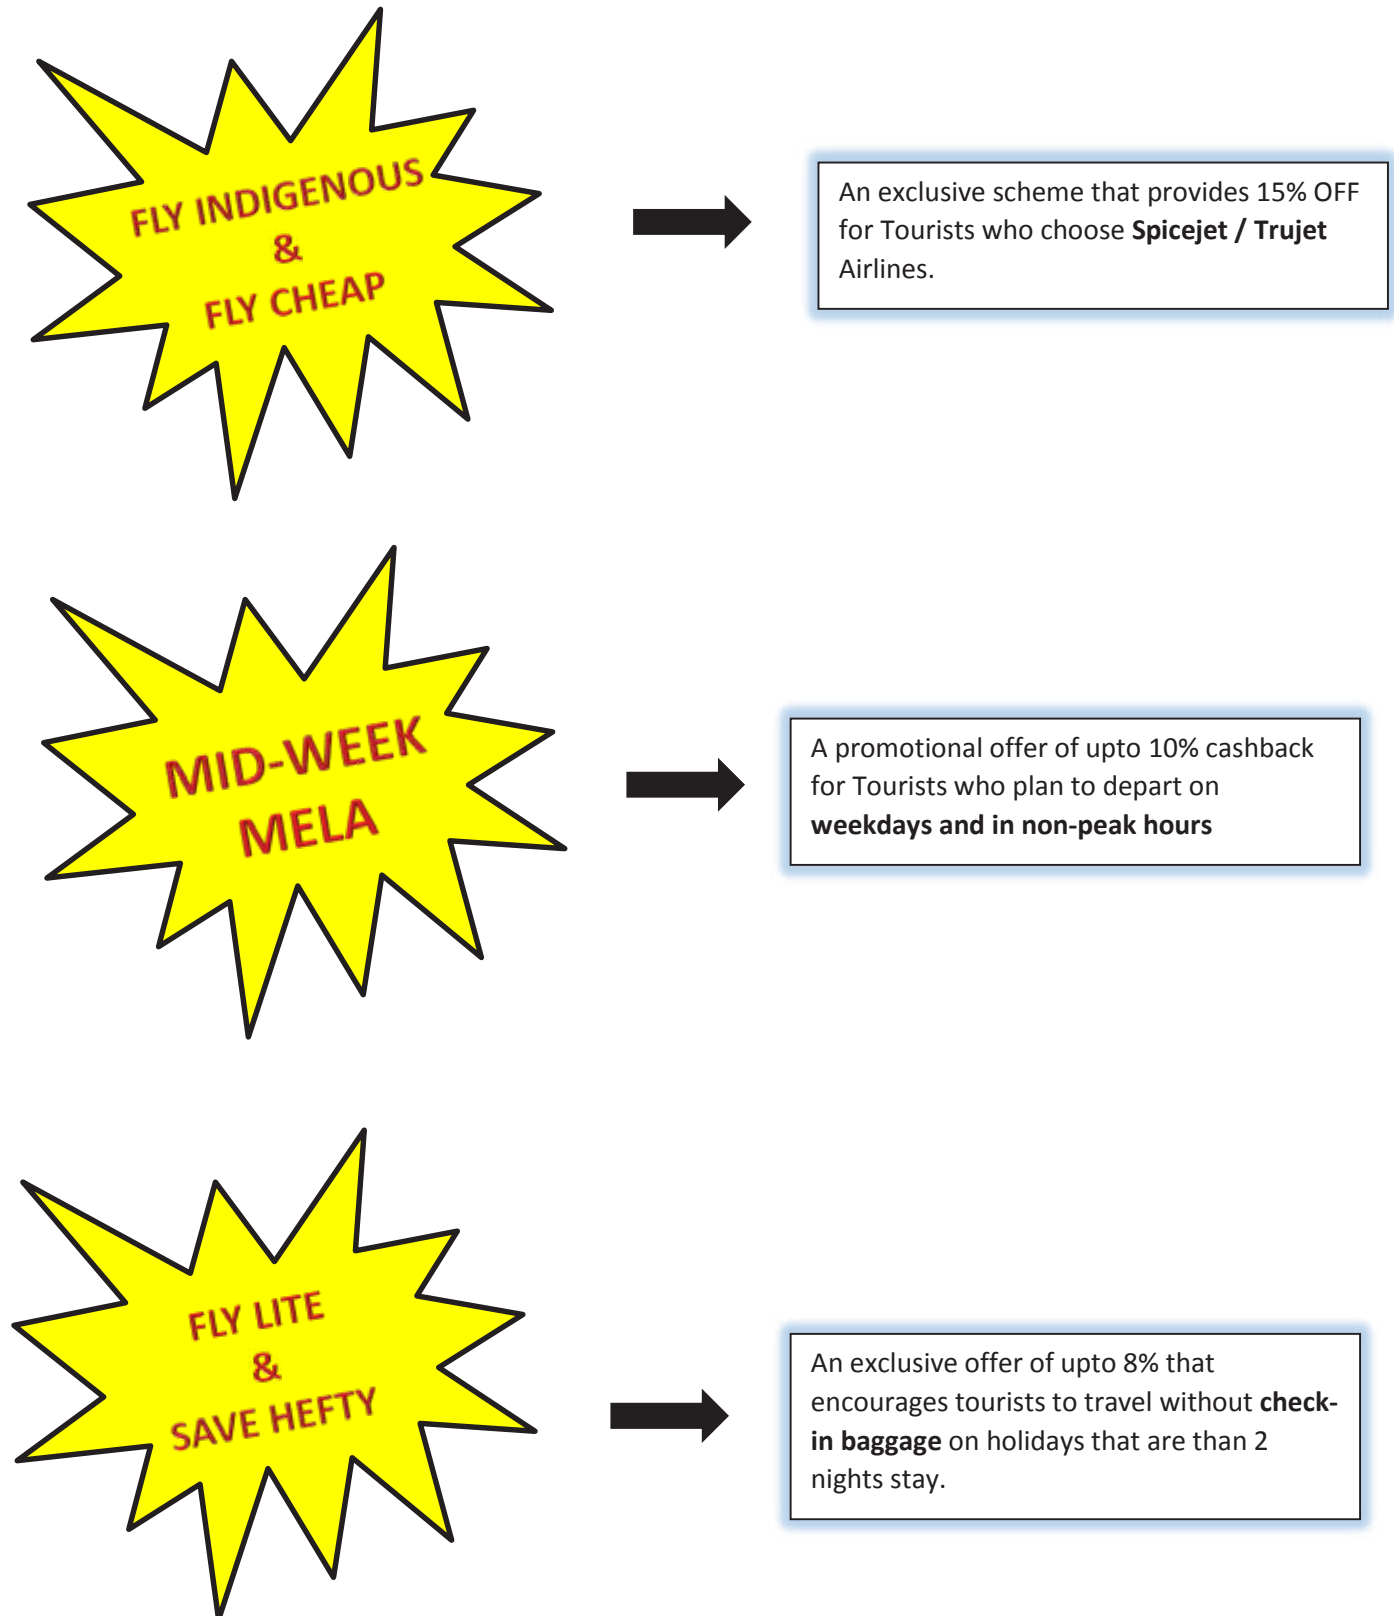 FLY INDIGENOUS
&
FLY CHEAP
An exclusive scheme that provides 15% OFF
for Tourists who choose Spicejet / Trujet
Airlines.
MID-WEEK
MELA
A promotional offer of upto 10% cashback
for Tourists who plan to depart on
weekdays and in non-peak hours
FLY LITE
&
SAVE HEFTY
An exclusive offer of upto 8% that
encourages tourists to travel without check-
in baggage on holidays that are than 2
nights stay.